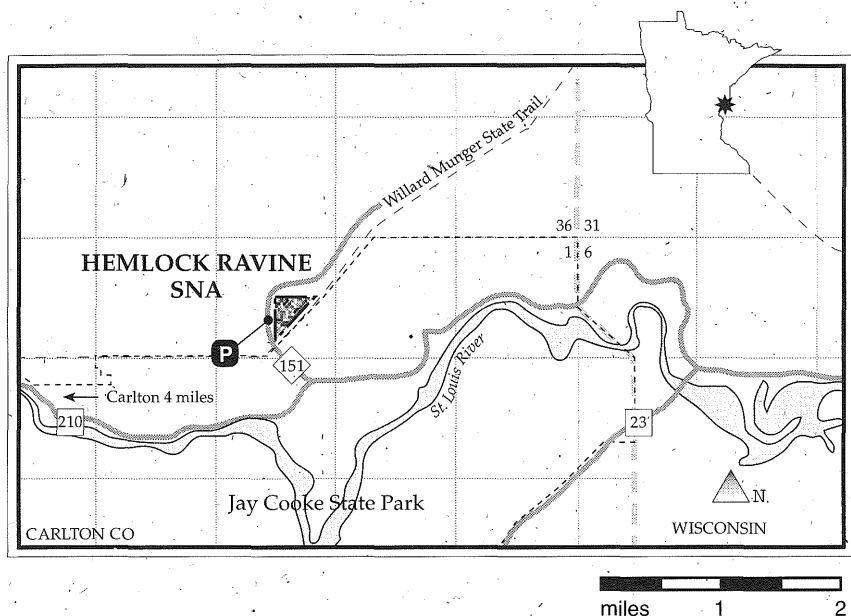 Willard Munger State Trail
36 31
1 6
HEMLOCK RAVINE
SNA
P
151
St. Louis River
Carlton 4 miles
210
23
Jay Cooke State Park
N.
CARLTON CO
WISCONSIN
miles 1 2